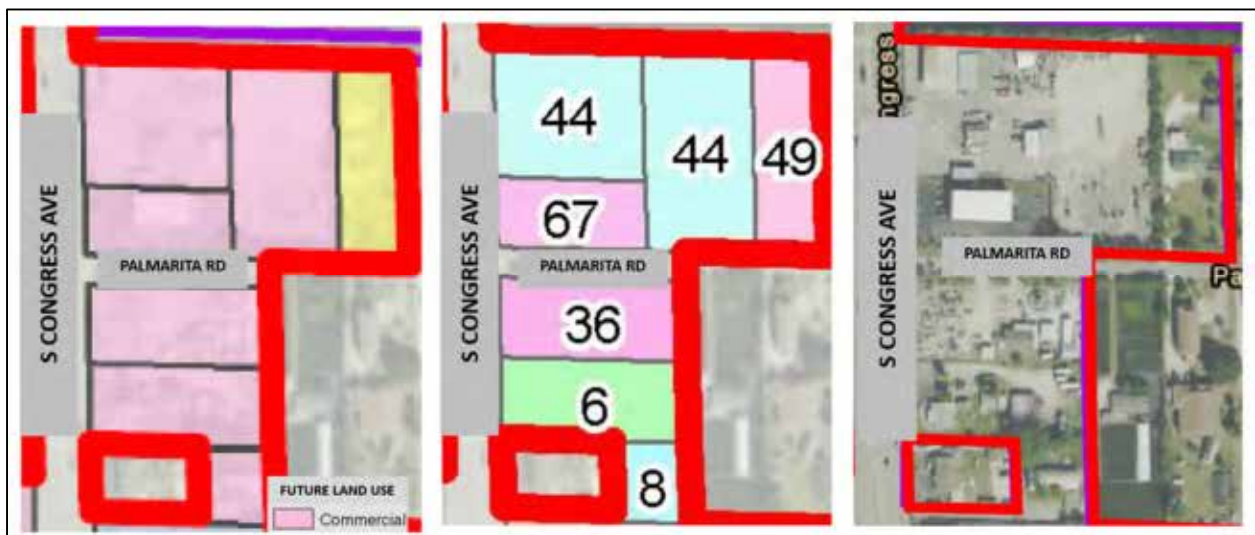 S CONGRESS AVE
PALMARITA RD
FUTURE LAND USE
Commercial
44
44
49
67
S CONGRESS AVE
PALMARITA RD
36
6
8
ngress
S CONGRESS AVE
PALMARITA RD
Pa